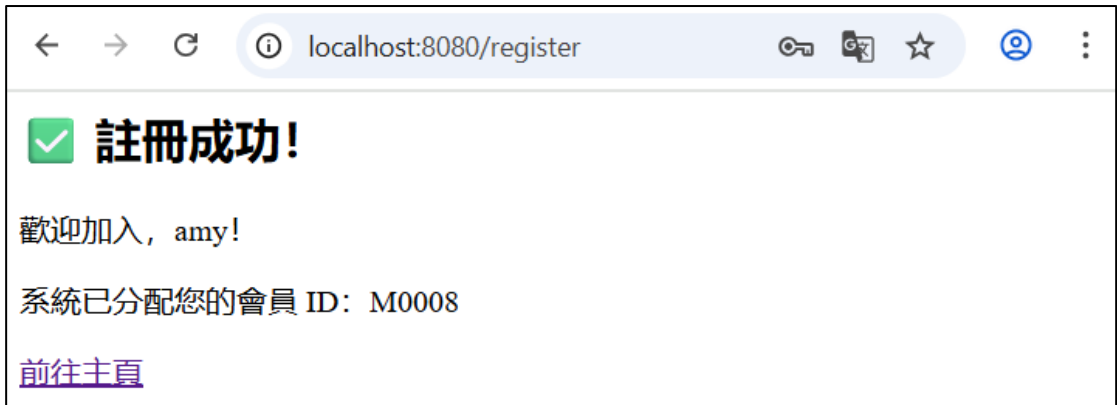 localhost:8080/register
✅ 註冊成功!
歡迎加入，amy!
系統已分配您的會員 ID：M0008
前往主頁